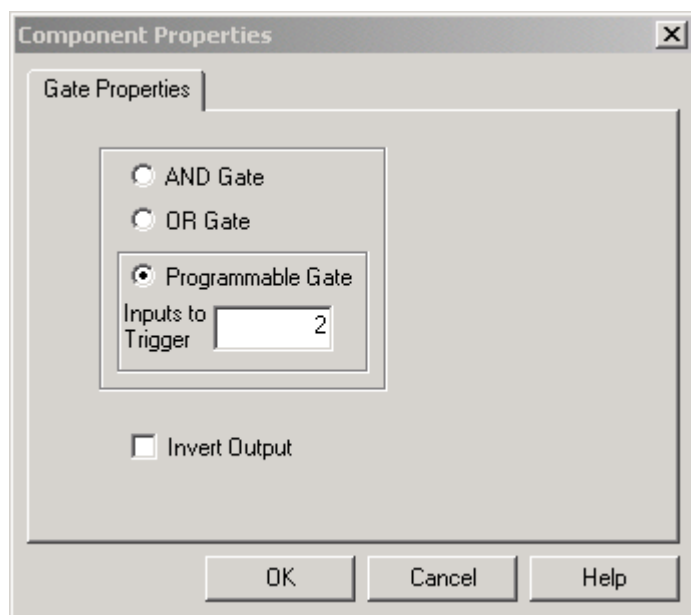 Component Properties
Gate Properties
AND Gate
OR Gate
Programmable Gate
Inputs to
Trigger
2
Invert Output
OK
Cancel
Help